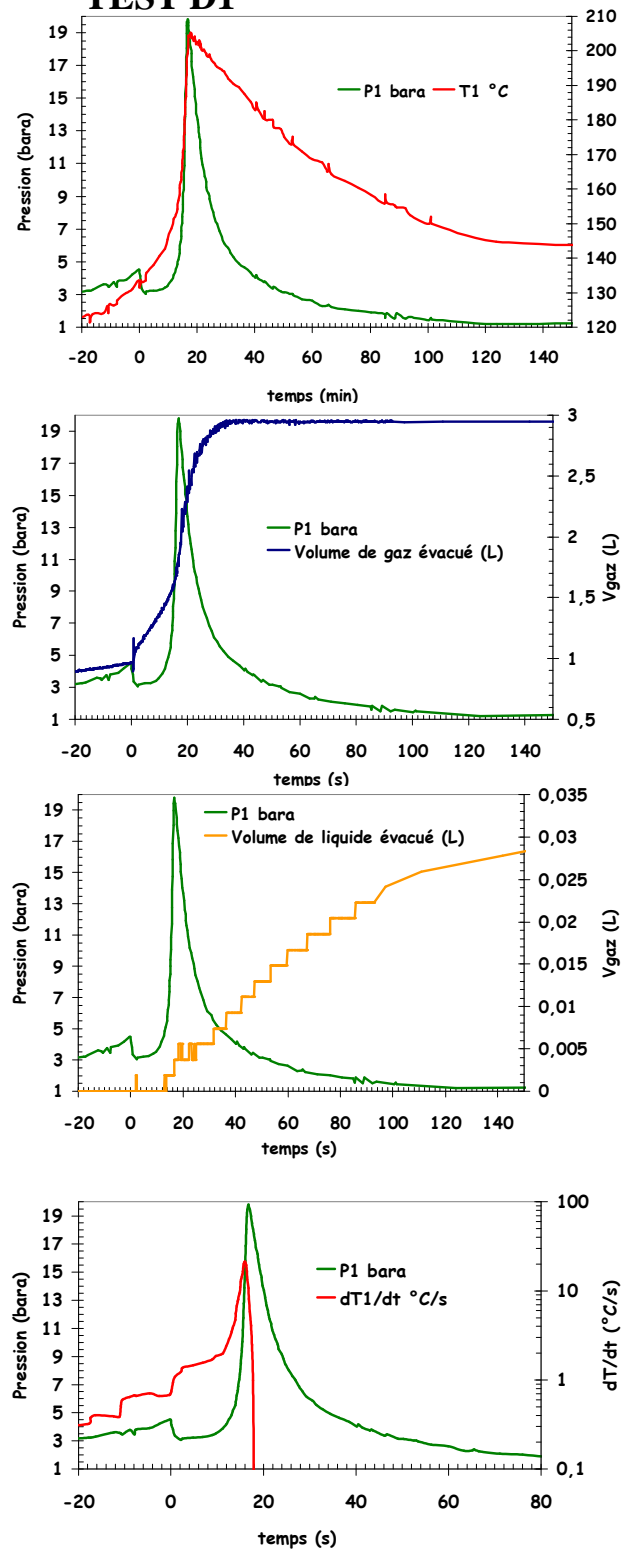 TEST D1
19
17
15
13
11
9
7
5
3
1
Pression (bara)
P1 bara
T1 °C
210
200
190
180
170
160
150
140
130
120
-20 0 20 40 60 80 100 120 140
temps (min)
19
17
15
13
11
9
7
5
3
1
Pression (bara)
P1 bara
Volume de gaz évacué (L)
3
2,5
2
1,5
1
0,5
Vgaz (L)
-20 0 20 40 60 80 100 120 140
temps (s)
19
17
15
13
11
9
7
5
3
1
Pression (bara)
P1 bara
Volume de liquide évacué (L)
0,035
0,03
0,025
0,02
0,015
0,01
0,005
0
Vgaz (L)
-20 0 20 40 60 80 100 120 140
temps (s)
19
17
15
13
11
9
7
5
3
1
Pression (bara)
P1 bara
dT1/dt °C/s
100
10
1
0,1
dT/dt (°C/s)
-20 0 20 40 60 80
temps (s)